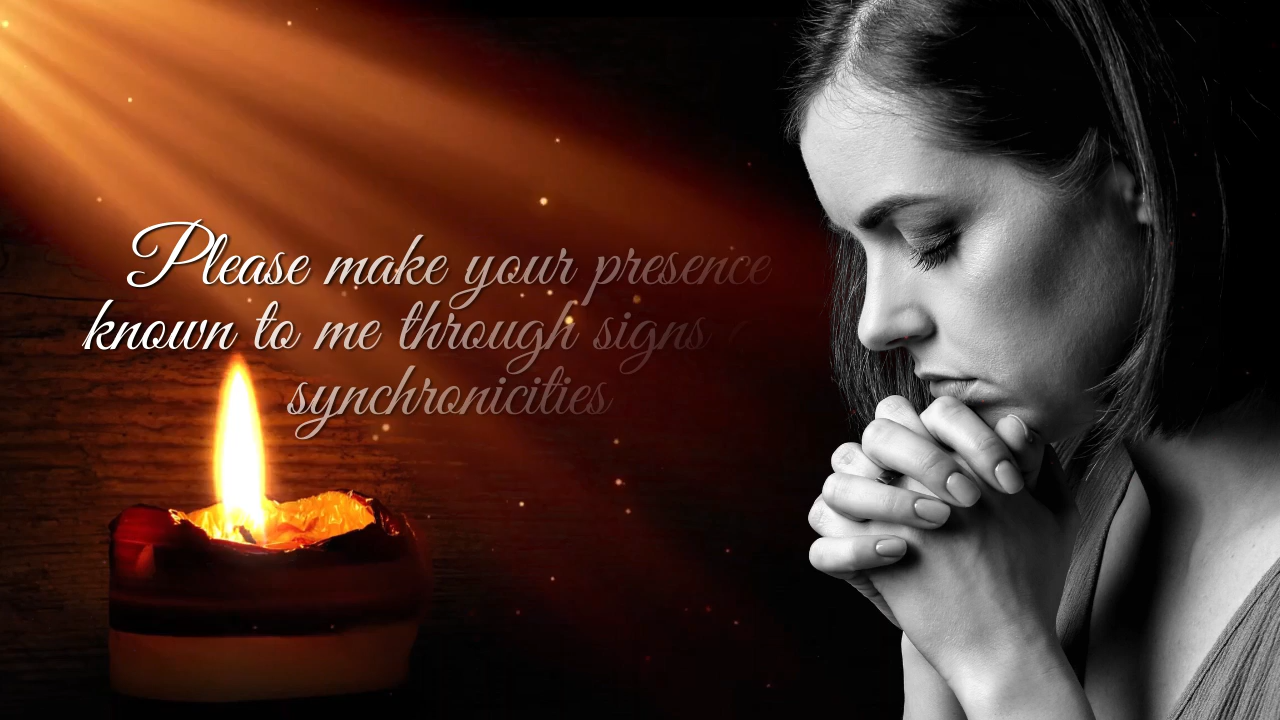 Please make your presence
known to me through signs
synchronicities